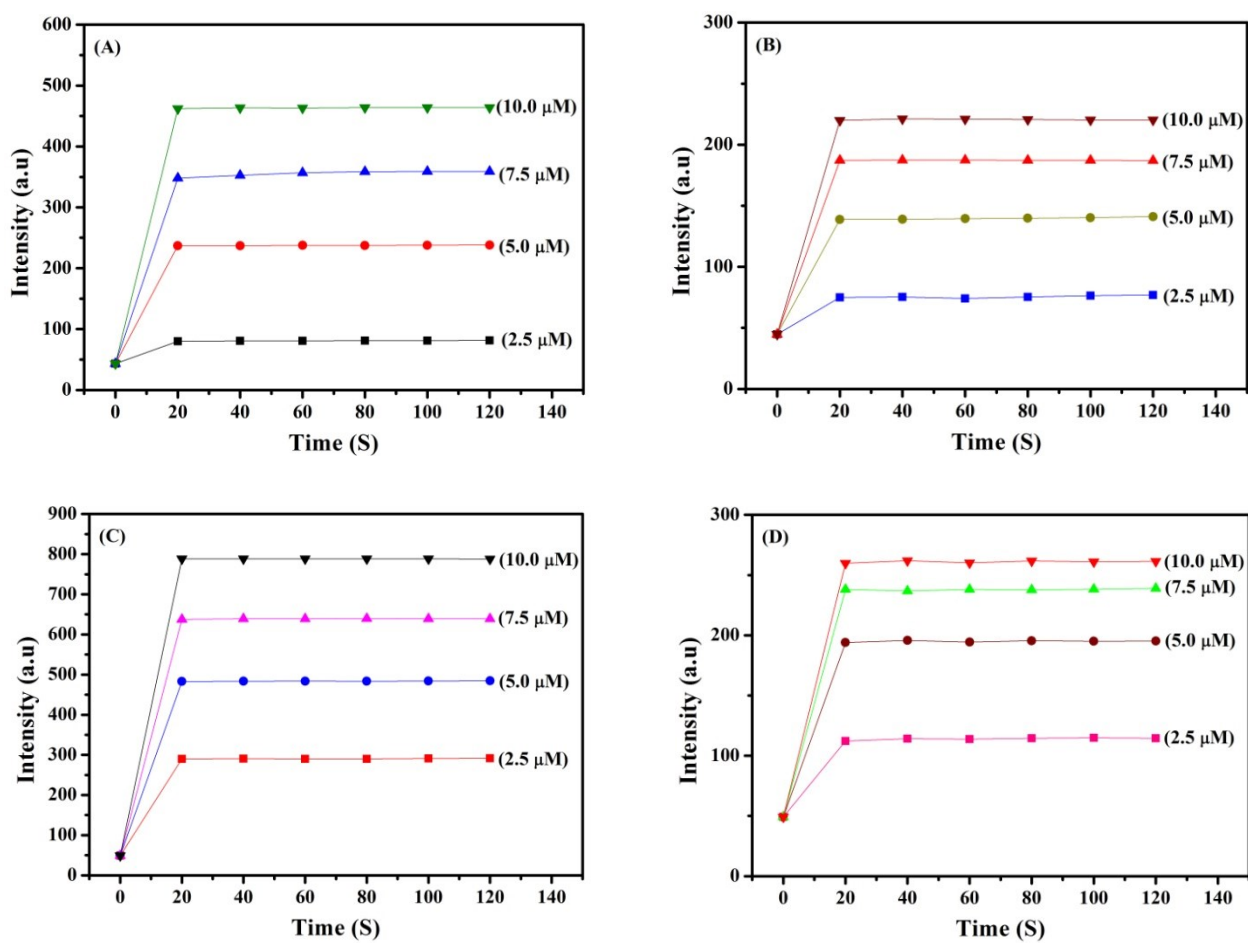 (A)
600
500
400
300
200
100
0
Intensity (a.u)
(10.0 μM)
(7.5 μM)
(5.0 μM)
(2.5 μM)
0 20 40 60 80 100 120 140
Time (S)
(B)
300
200
100
0
Intensity (a.u)
(10.0 μM)
(7.5 μM)
(5.0 μM)
(2.5 μM)
0 20 40 60 80 100 120 140
Time (S)
(C)
900
800
700
600
500
400
300
200
100
0
Intensity (a.u)
(10.0 μM)
(7.5 μM)
(5.0 μM)
(2.5 μM)
0 20 40 60 80 100 120 140
Time (S)
(D)
300
200
100
0
Intensity (a.u)
(10.0 μM)
(7.5 μM)
(5.0 μM)
(2.5 μM)
0 20 40 60 80 100 120 140
Time (S)